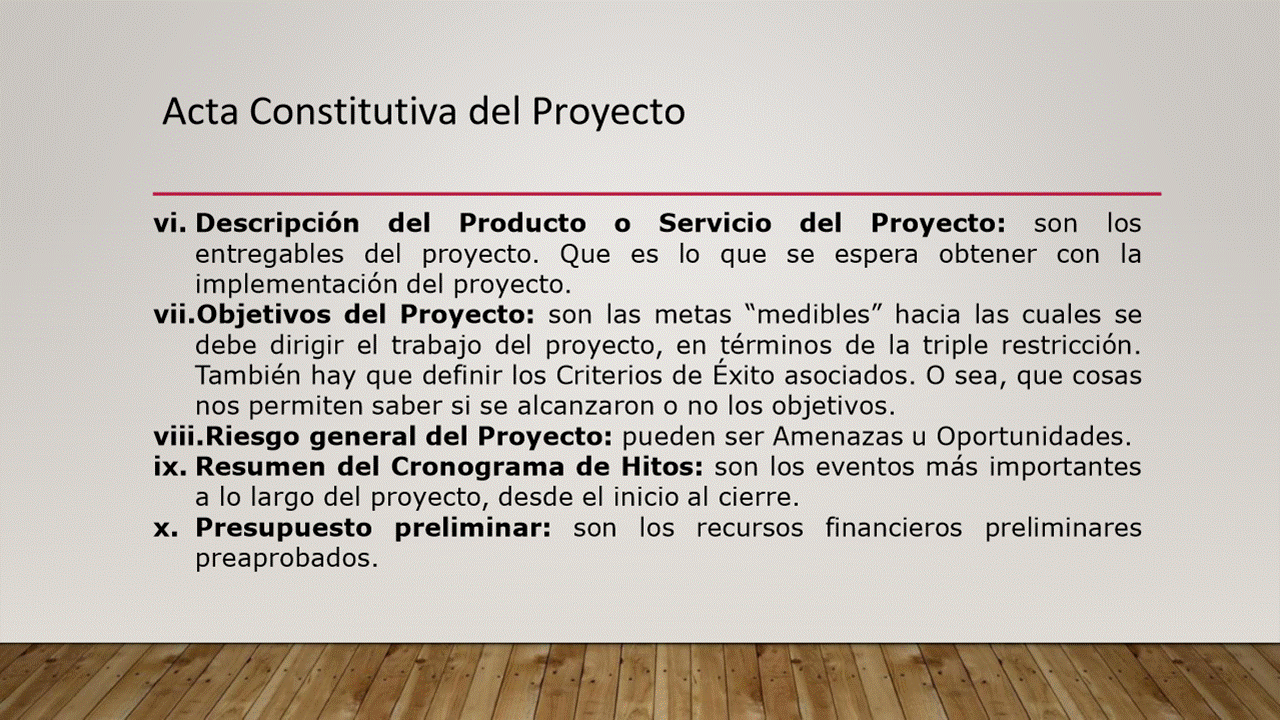 Acta Constitutiva del Proyecto
vi. Descripción del Producto o Servicio del Proyecto: son los
entregables del proyecto. Que es lo que se espera obtener con la
implementación del proyecto.
vii.Objetivos del Proyecto: son las metas “medibles” hacia las cuales se
debe dirigir el trabajo del proyecto, en términos de la triple restricción.
También hay que definir los Criterios de Éxito asociados. O sea, que cosas
nos permiten saber si se alcanzaron o no los objetivos.
viii.Riesgo general del Proyecto: pueden ser Amenazas u Oportunidades.
ix. Resumen del Cronograma de Hitos: son los eventos más importantes
a lo largo del proyecto, desde el inicio al cierre.
x. Presupuesto preliminar: son los recursos financieros preliminares
preaprobados.